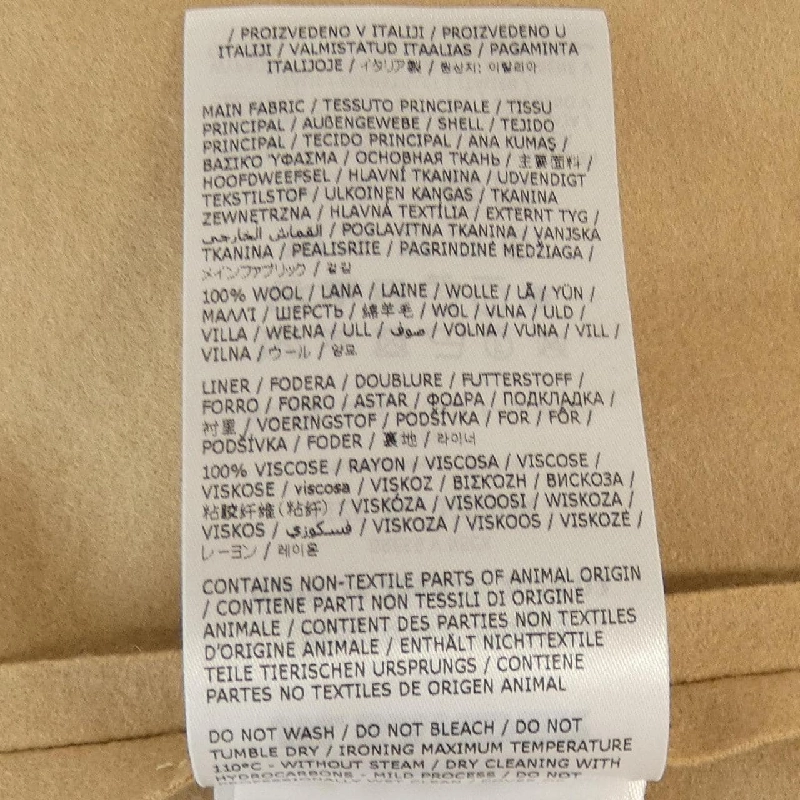 / PROIZVEDENO V ITALIJI / PROIZVEDENO U
ITALIJI / VALMISTATUD ITAALIAS / PAGAMINTA
ITALIJOJE / イタリア製 / 원산지: 이탈리아
MAIN FABRIC / TESSUTO PRINCIPALE / TISSU
PRINCIPAL / AUßENGEWEBE / SHELL / TEJIDO
PRINCIPAL / TECIDO PRINCIPAL / ANA KUMAŞ /
ΒΑΣΙΚΌ ΎΦΑΣΜΑ / ОСНОВНАЯ ТКАНЬ / 主要面料 /
HOOFDWEEFSEL / HLAVNÍ TKANINA / UDVENDIGT
TEKSTILSTOF / ULKOINEN KANGAS / TKANINA
ZEWNĘTRZNA / HLAVNÁ TEXTÍLIA / EXTERNT TYG /
القماش الخارجي / POGLAVITNA TKANINA / VANJSKA
TKANINA / PEALISRIIE / PAGRINDINĖ MEDŽIAGA /
メインファブリック / 겉감
100% WOOL / LANA / LAINE / WOLLE / LÃ / YÜN /
ΜΑΛΛΊ / ШЕРСТЬ / 綿羊毛 / WOL / VLNA / ULD /
VILLA / WEŁNA / ULL / صوف / VOLNA / VUNA / VILL /
VILNA / ウール / 양모
LINER / FODERA / DOUBLURE / FUTTERSTOFF /
FORRO / FORRO / ASTAR / ΦΟΔΡΑ / ПОДКЛАДКА /
衬里 / VOERINGSTOF / PODŠÍVKA / FOR / FÓR /
PODŠÍVKA / FODER / 裏地 / 라이너
100% VISCOSE / RAYON / VISCOSA / VISCOSE /
VISKOSE / viscosa / VISKOZ / ΒΙΣΚΟΖΗ / ВИСКОЗА /
粘胶纤维(粘纤) / VISKÓZA / VISKOOSI / WISKOZA /
VISKOS / فسكوزي / VISKOZA / VISKOOS / VISKOZĖ /
レーヨン / 레이온
CONTAINS NON-TEXTILE PARTS OF ANIMAL ORIGIN
/ CONTIENE PARTI NON TESSILI DI ORIGINE
ANIMALE / CONTIENT DES PARTIES NON TEXTILES
D'ORIGINE ANIMALE / ENTHÄLT NICHTTEXTILE
TEILE TIERISCHEN URSPRUNGS / CONTIENE
PARTES NO TEXTILES DE ORIGEN ANIMAL
DO NOT WASH / DO NOT BLEACH / DO NOT
TUMBLE DRY / IRONING MAXIMUM TEMPERATURE
110°C - WITHOUT STEAM / DRY CLEANING WITH
HYDROCARBONS - MILD PROCESS / DO NOT